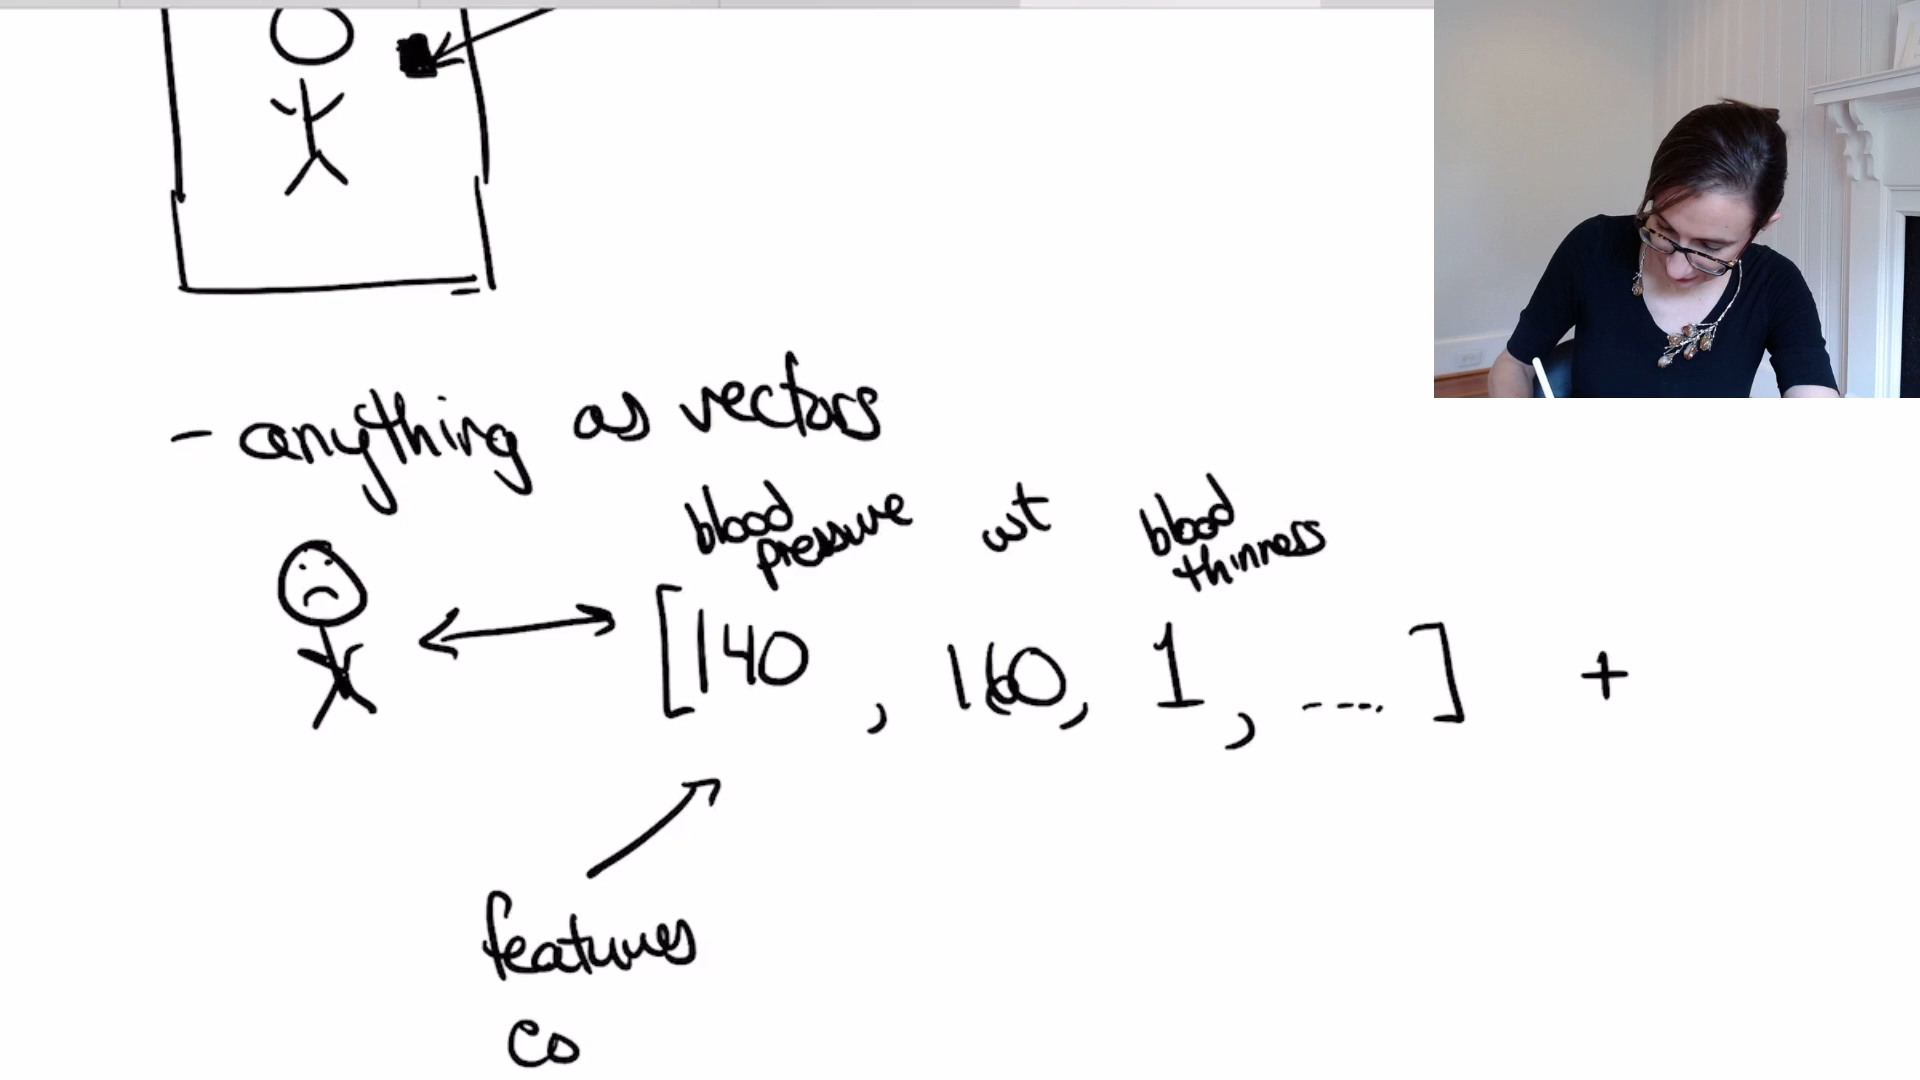 - anything as vectors
blood pressure wt blood thinness
[140, 160, 1, ....] +
features
co